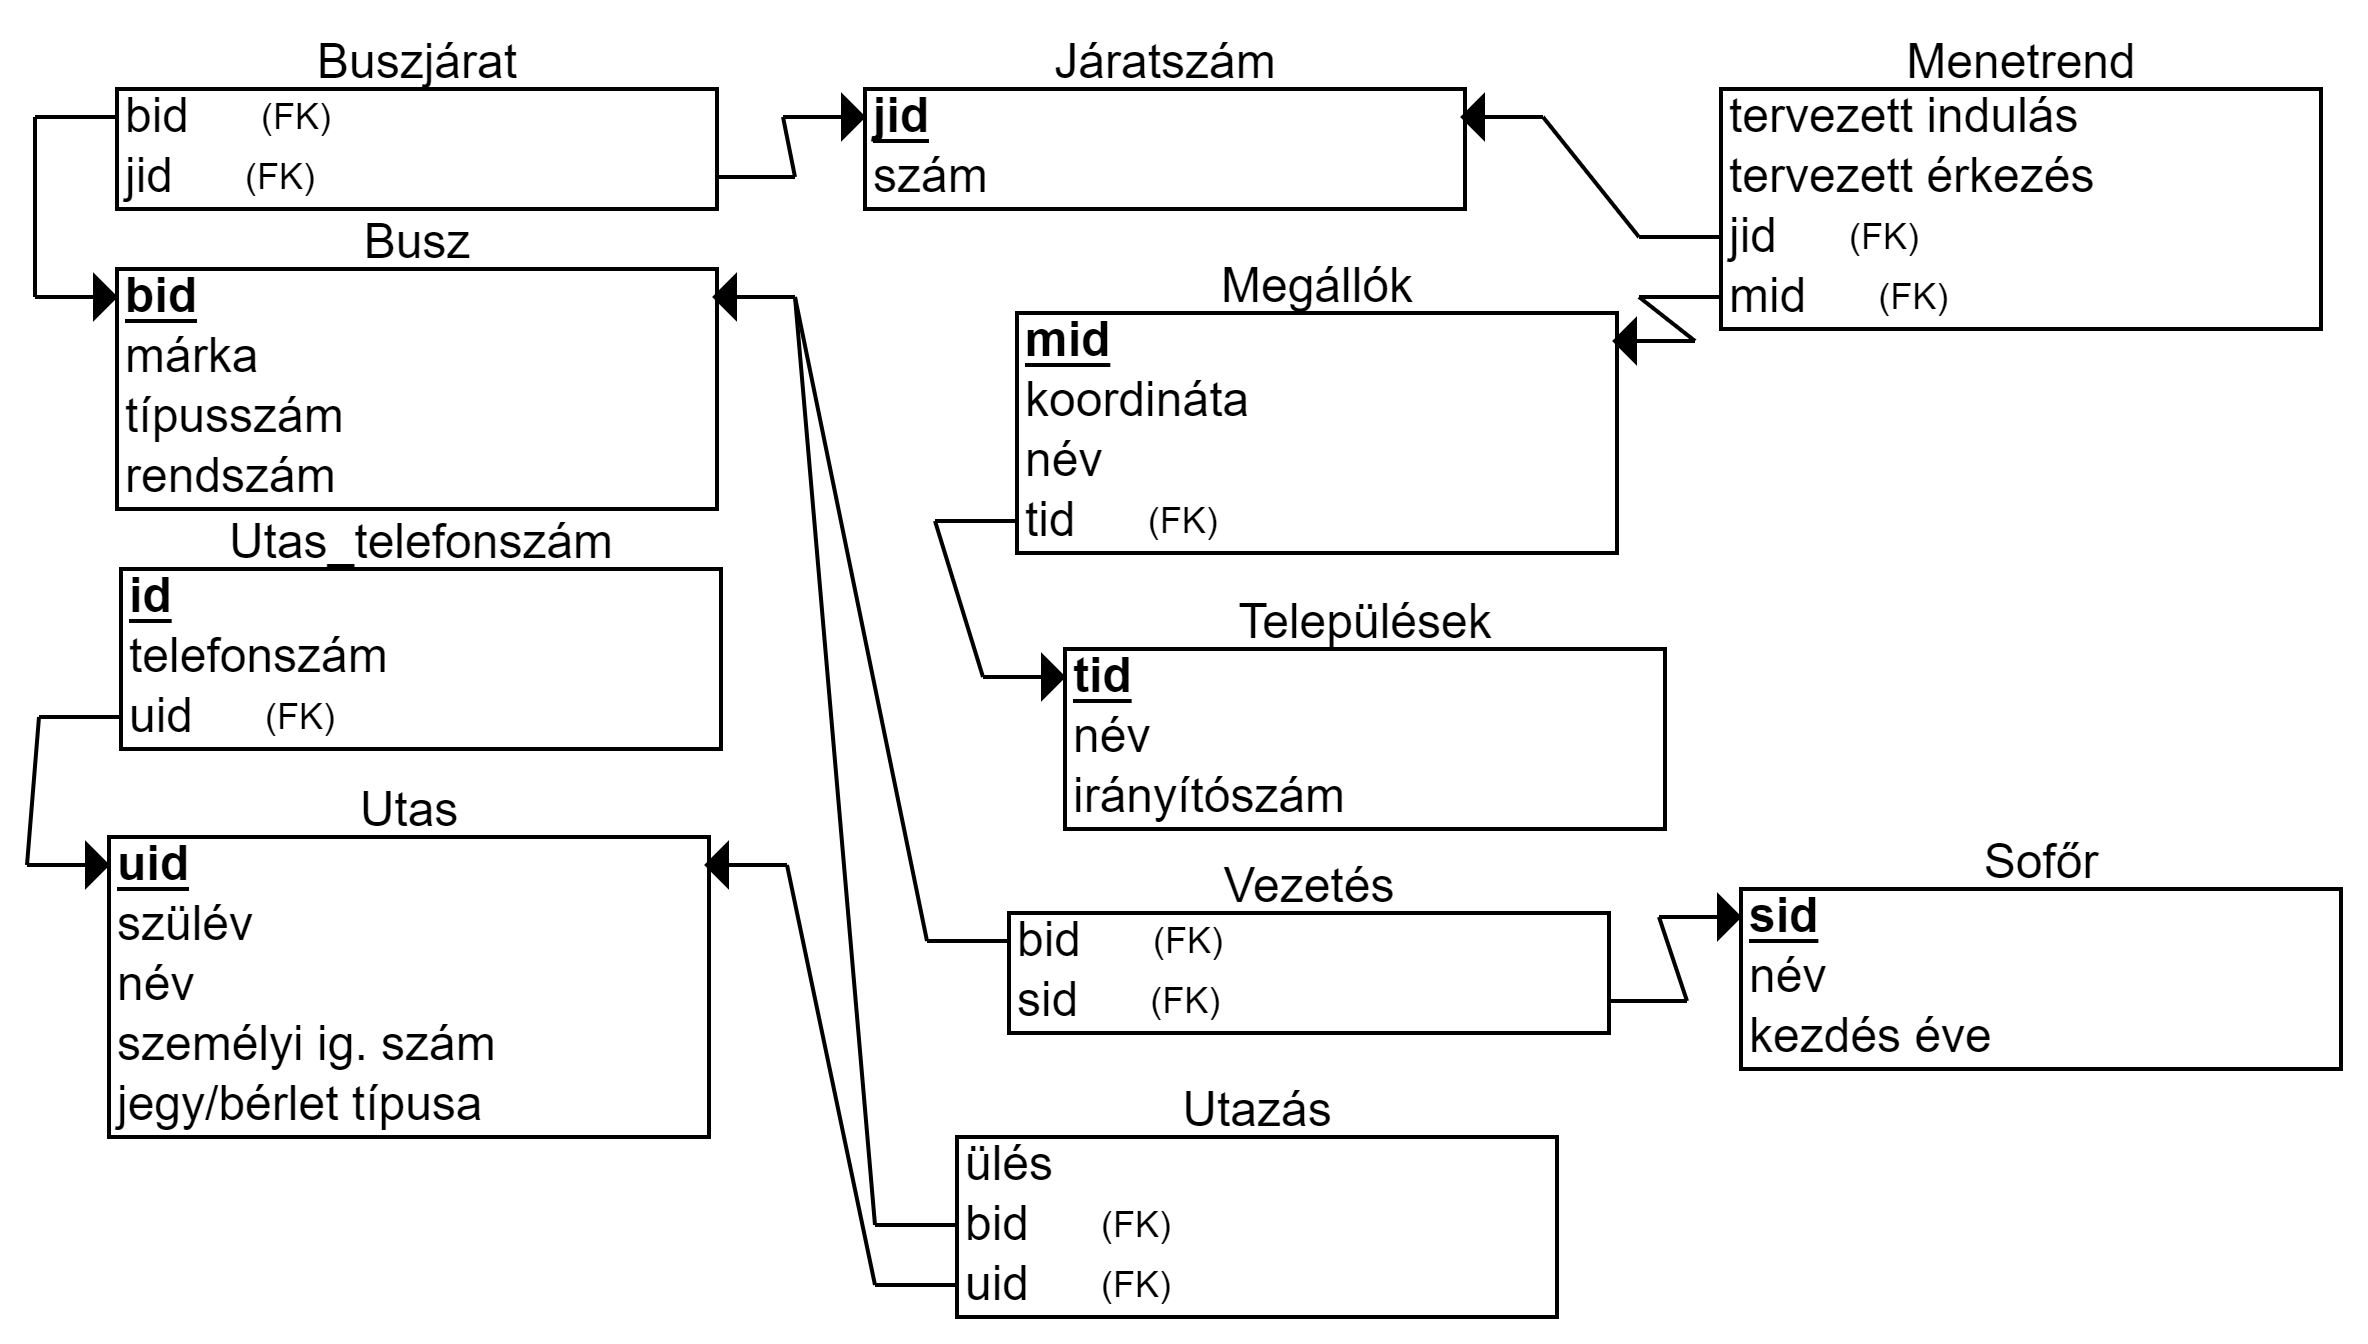 Buszjárat
bid (FK)
jid (FK)
Busz
bid
márka
típusszám
rendszám
Utas_telefonszám
id
telefonszám
uid (FK)
Utas
uid
szülév
név
személyi ig. szám
jegy/bérlet típusa
Járatszám
jid
szám
Megállók
mid
koordináta
név
tid (FK)
Települések
tid
név
irányítószám
Vezetés
bid (FK)
sid (FK)
Utazás
ülés
bid (FK)
uid (FK)
Menetrend
tervezett indulás
tervezett érkezés
jid (FK)
mid (FK)
Sofőr
sid
név
kezdés éve